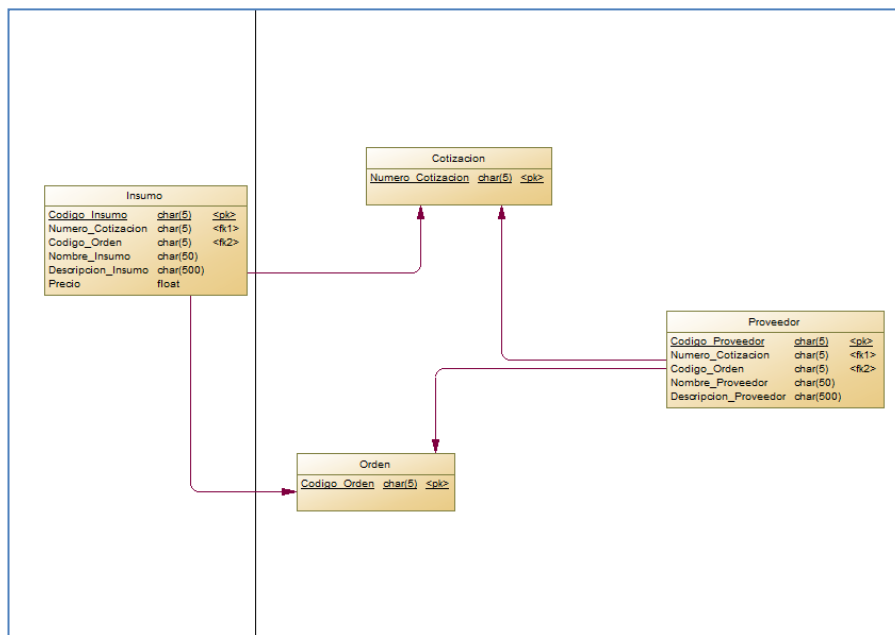 Cotizacion
Numero_Cotizacion char(5) <pk>
Insumo
Codigo_Insumo char(5) <pk>
Numero_Cotizacion char(5) <fk1>
Codigo_Orden char(5) <fk2>
Nombre_Insumo char(50)
Descripcion_Insumo char(500)
Precio float
Proveedor
Codigo_Proveedor char(5) <pk>
Numero_Cotizacion char(5) <fk1>
Codigo_Orden char(5) <fk2>
Nombre_Proveedor char(50)
Descripcion_Proveedor char(500)
Orden
Codigo_Orden char(5) <pk>